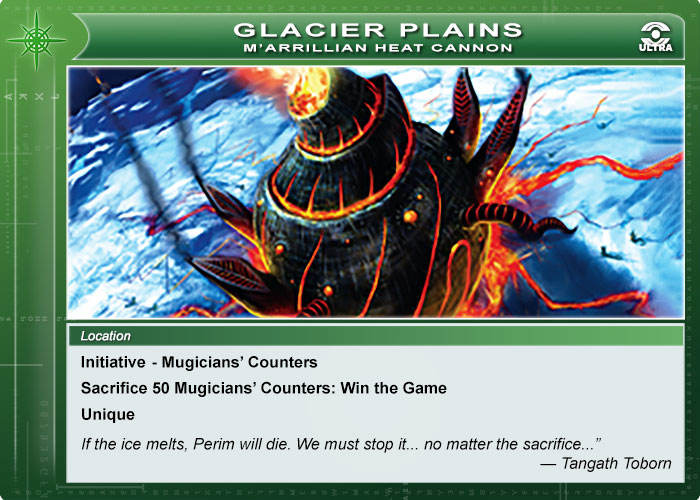 GLACIER PLAINS
M'ARRILLIAN HEAT CANNON
ULTRA
Location
Initiative - Mugicians' Counters
Sacrifice 50 Mugicians' Counters: Win the Game
Unique
If the ice melts, Perim will die. We must stop it... no matter the sacrifice..."
— Tangath Toborn